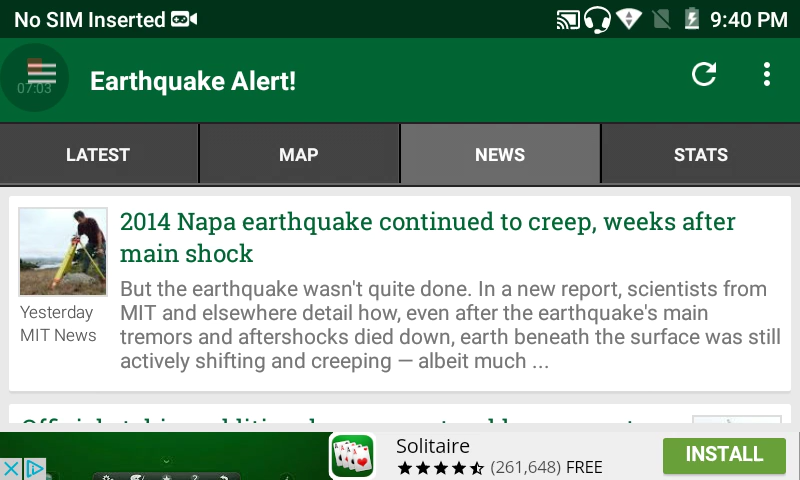 No SIM Inserted
9:40 PM
07:03
Earthquake Alert!
LATEST
MAP
NEWS
STATS
2014 Napa earthquake continued to creep, weeks after
main shock
Yesterday
MIT News
But the earthquake wasn't quite done. In a new report, scientists from
MIT and elsewhere detail how, even after the earthquake's main
tremors and aftershocks died down, earth beneath the surface was still
actively shifting and creeping — albeit much ...
Solitaire
(261,648) FREE
INSTALL